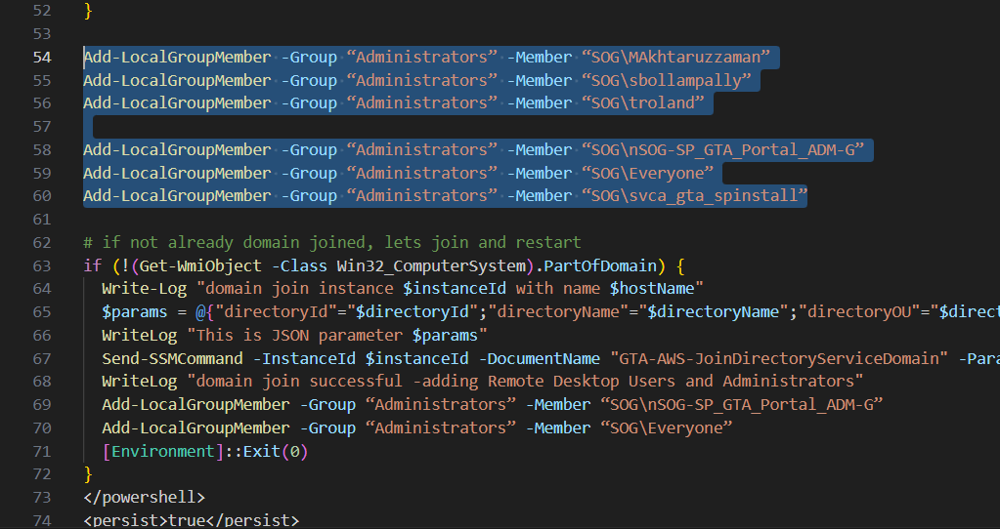 52 }
53
54 Add-LocalGroupMember -Group “Administrators” -Member “SOG\MAkhtaruzzaman”
55 Add-LocalGroupMember -Group “Administrators” -Member “SOG\sbollampally”
56 Add-LocalGroupMember -Group “Administrators” -Member “SOG\troland”
57
58 Add-LocalGroupMember -Group “Administrators” -Member “SOG\nSOG-SP_GTA_Portal_ADM-G”
59 Add-LocalGroupMember -Group “Administrators” -Member “SOG\Everyone”
60 Add-LocalGroupMember -Group “Administrators” -Member “SOG\svca_gta_spinstall”
61
62 # if not already domain joined, lets join and restart
63 if (!(Get-WmiObject -Class Win32_ComputerSystem).PartOfDomain) {
64 Write-Log "domain join instance $instanceId with name $hostName"
65 $params = @{"directoryId"="$directoryId";"directoryName"="$directoryName";"directoryOU"="$direct
66 WriteLog "This is JSON parameter $params"
67 Send-SSMCommand -InstanceId $instanceId -DocumentName "GTA-AWS-JoinDirectoryServiceDomain" -Para
68 WriteLog "domain join successful -adding Remote Desktop Users and Administrators"
69 Add-LocalGroupMember -Group “Administrators” -Member “SOG\nSOG-SP_GTA_Portal_ADM-G”
70 Add-LocalGroupMember -Group “Administrators” -Member “SOG\Everyone”
71 [Environment]::Exit(0)
72 }
73 </powershell>
74 <persist>true</persist>